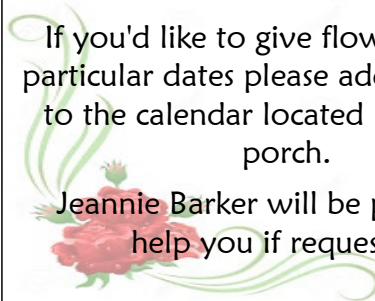 If you'd like to give flow
particular dates please ad
to the calendar located
porch.
Jeannie Barker will be p
help you if reques